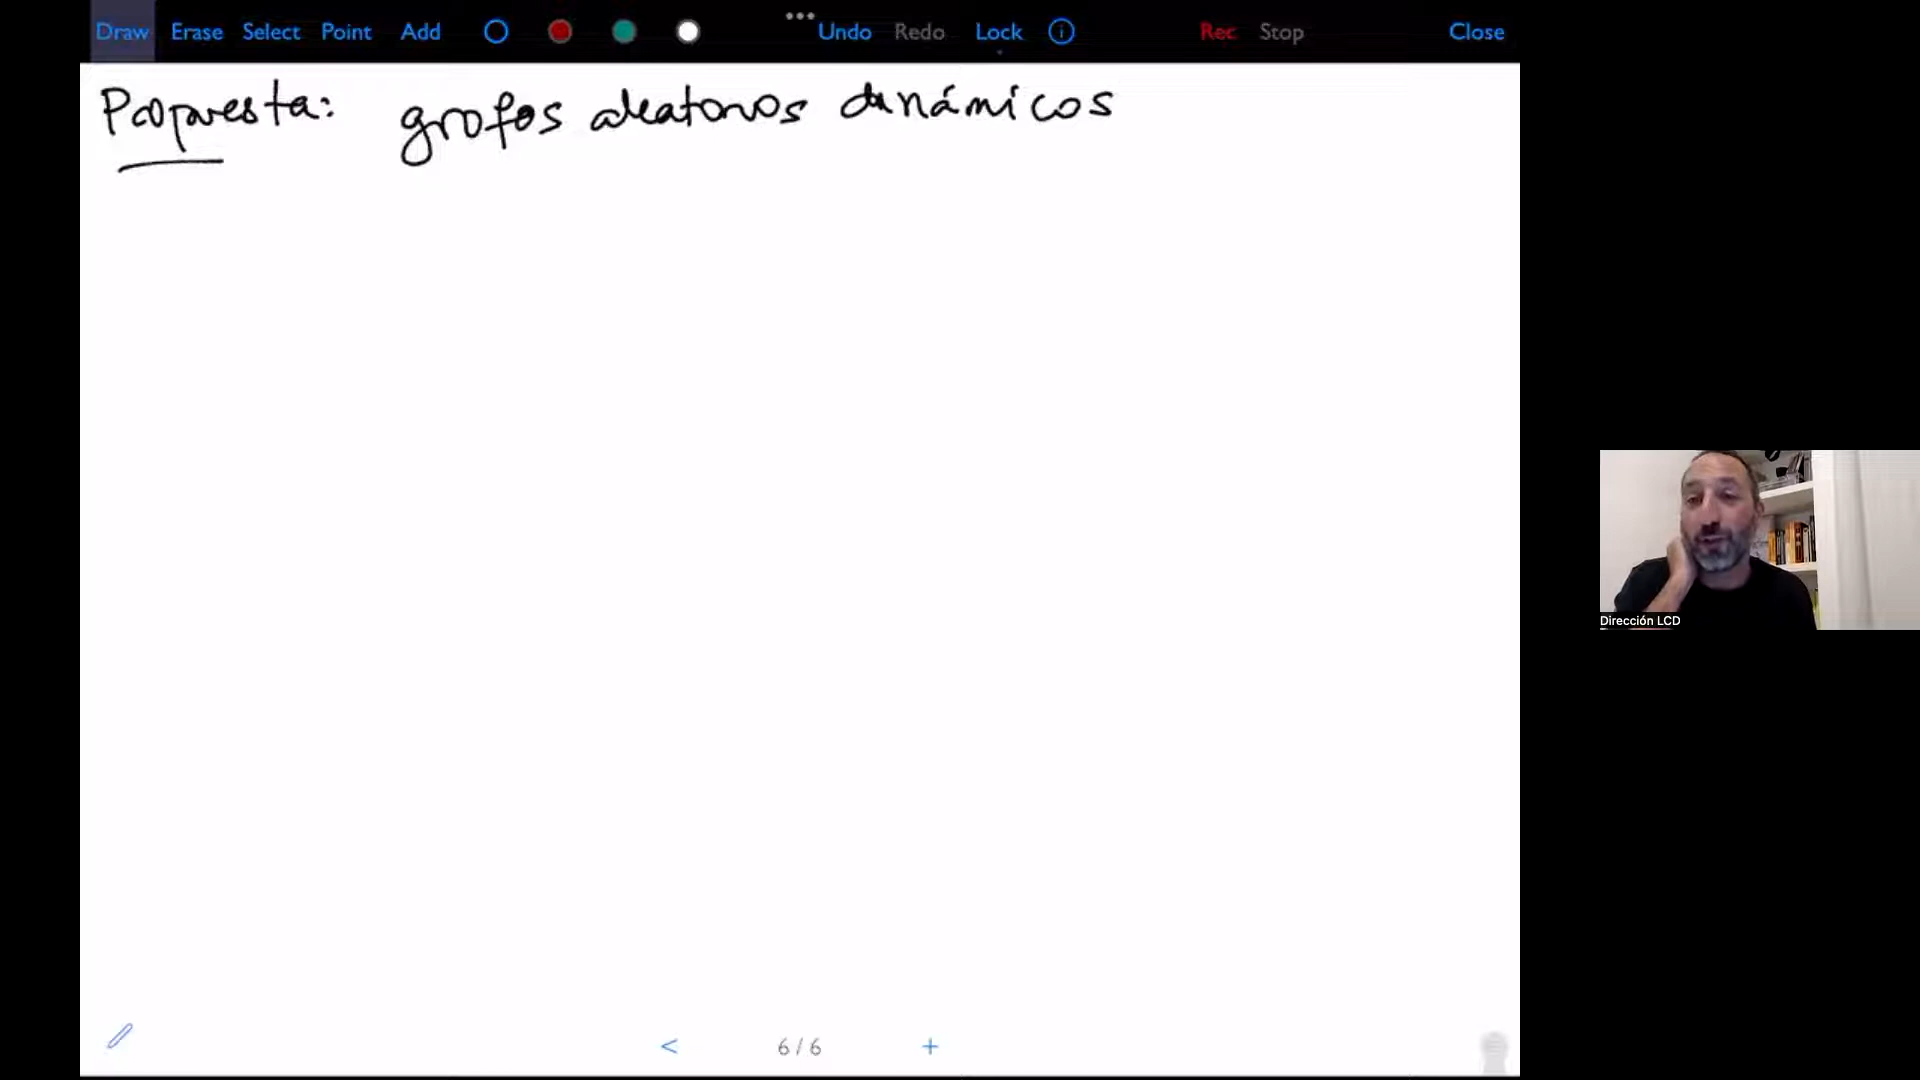 Draw Erase Select Point Add Undo Redo Lock Rec Stop Close
Propuesta: grafos aleatorios dinámicos
Dirección LCD
< 6/6 +